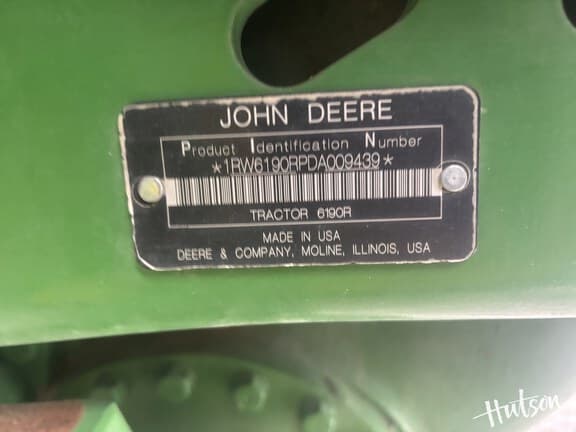 JOHN DEERE
Product Identification Number
*1RW6190RPDA009439*
TRACTOR 6190R
MADE IN USA
DEERE & COMPANY, MOLINE, ILLINOIS, USA
Hutson